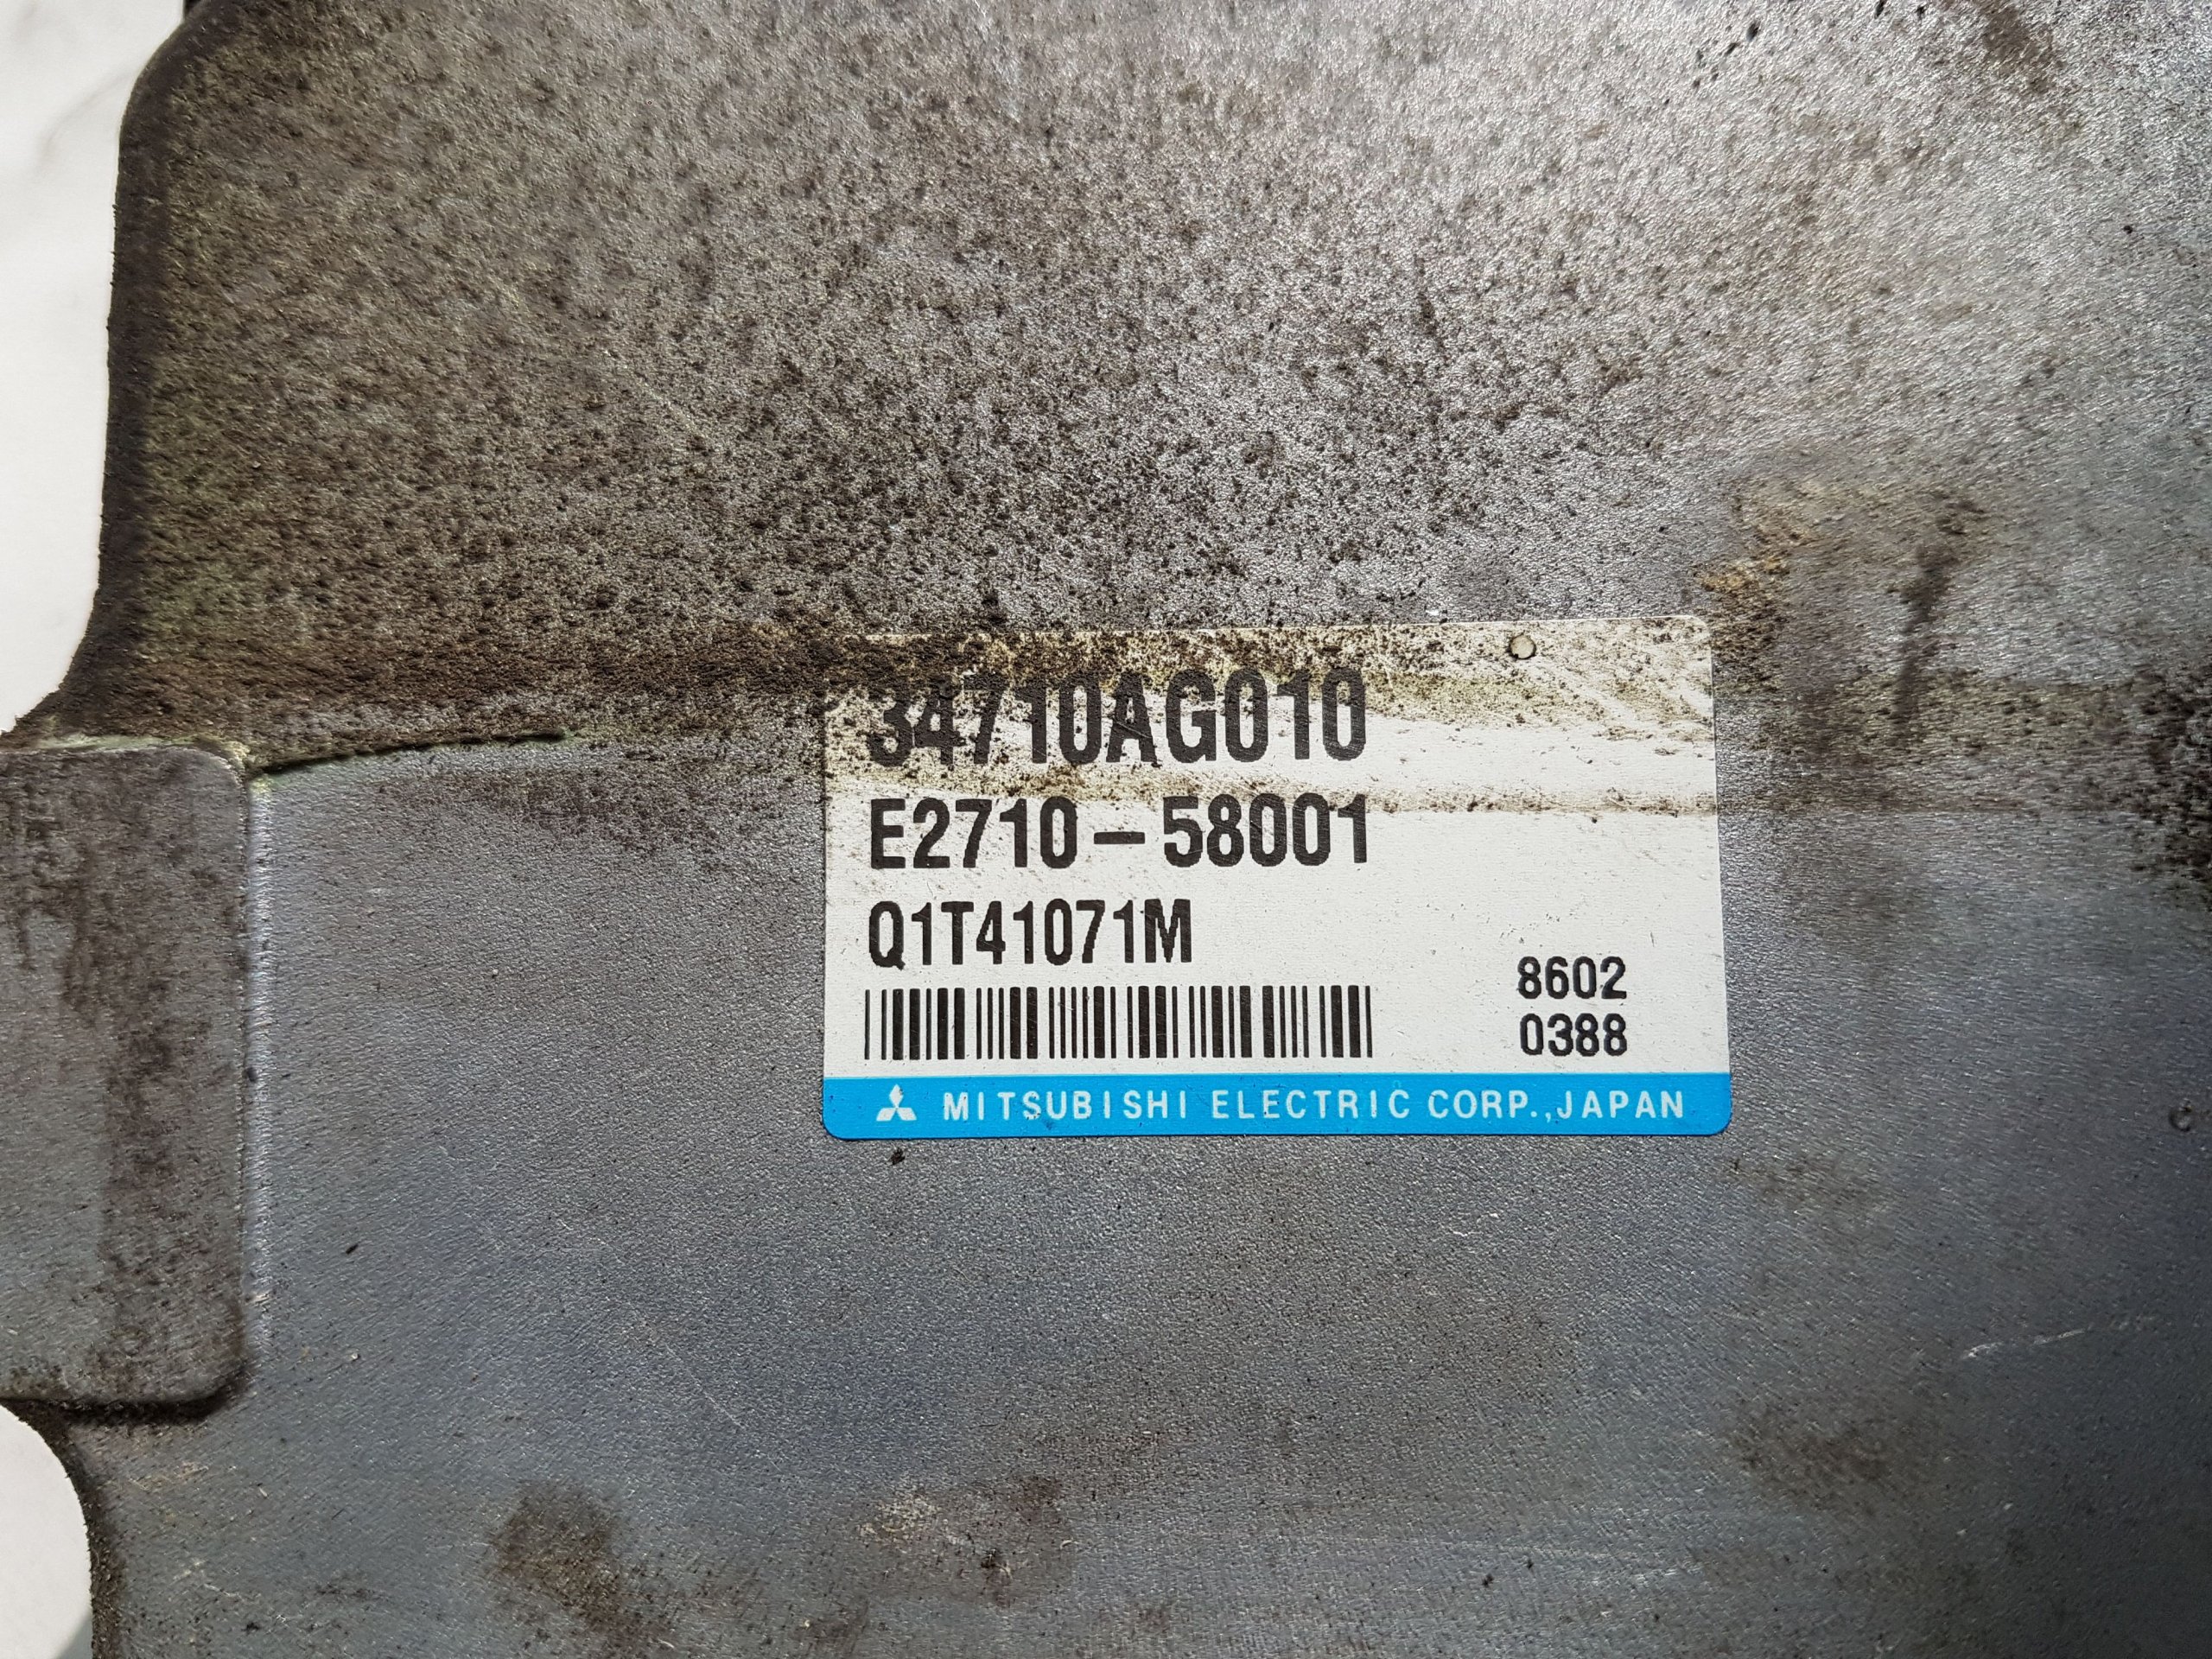 34710AG010
E2710-58001
Q1T41071M
8602
0388
MITSUBISHI ELECTRIC CORP.,JAPAN